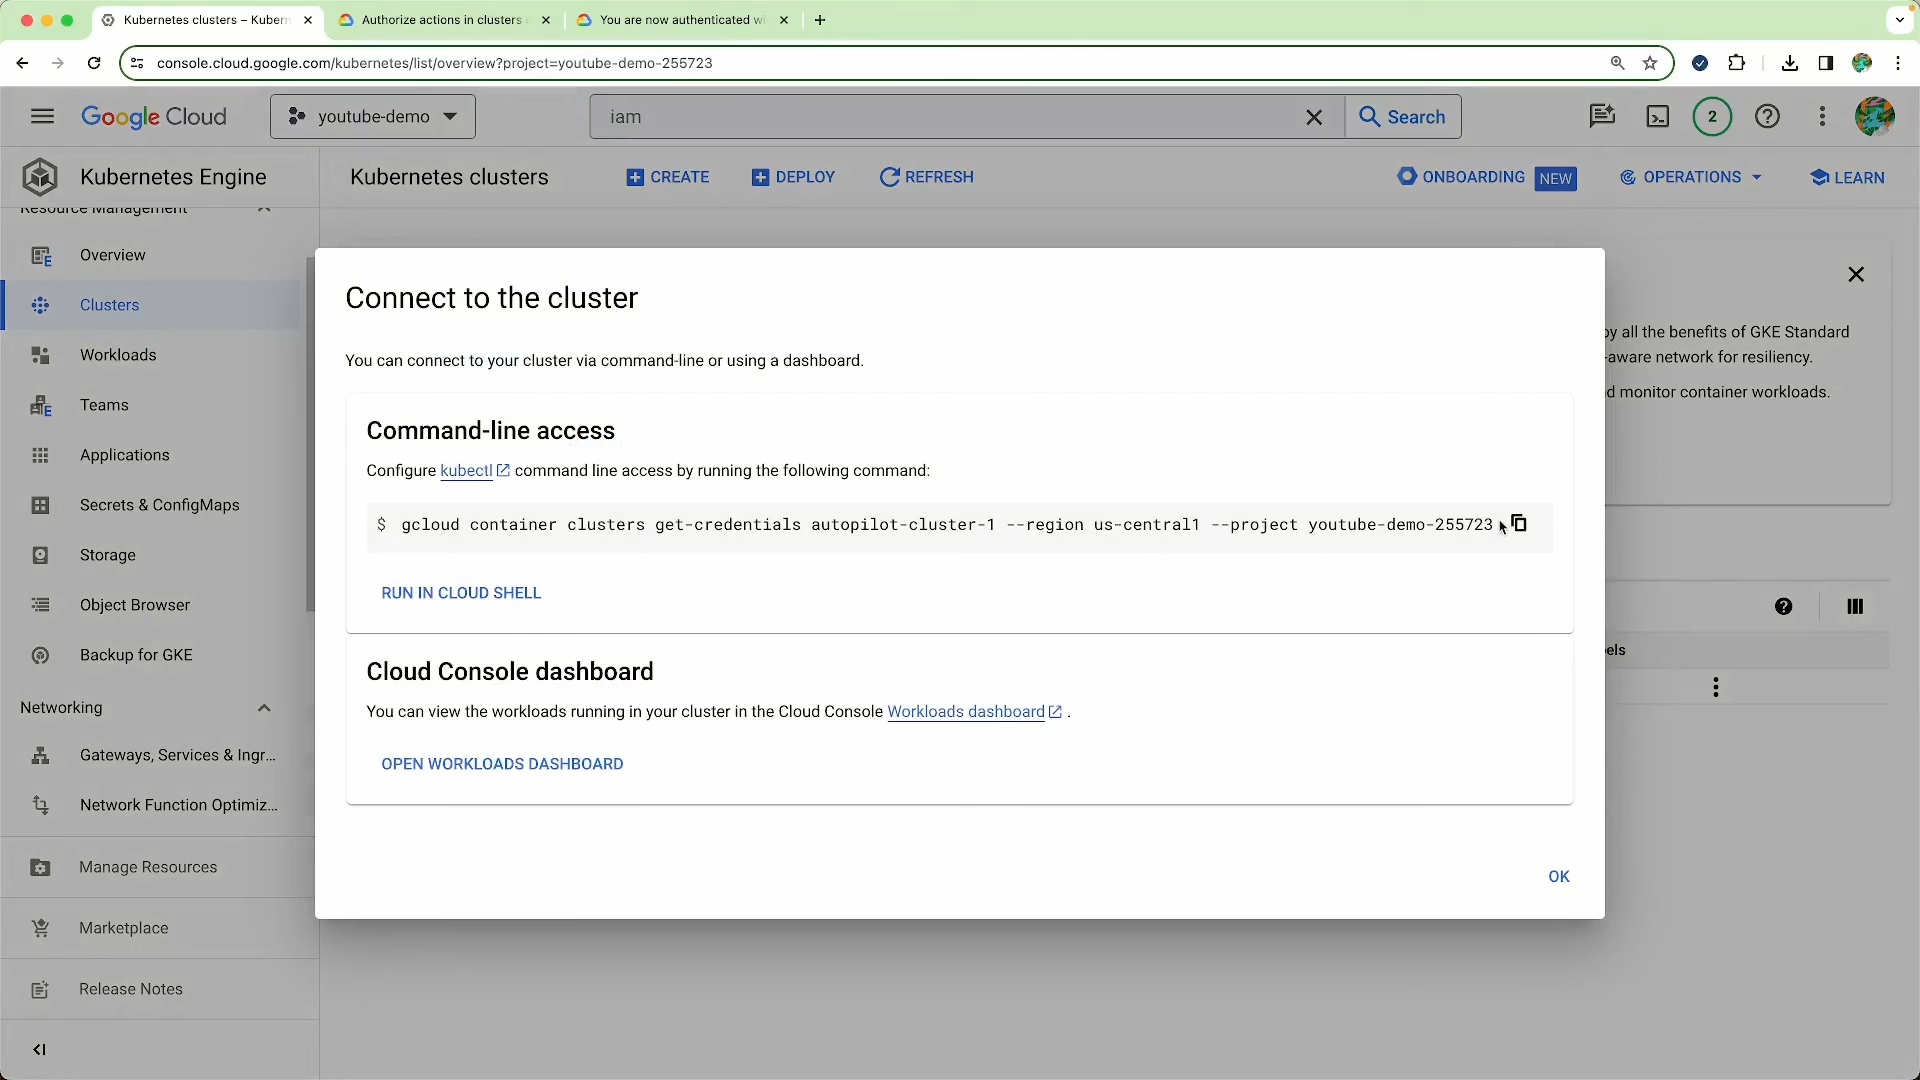 Kubernetes clusters – Kubern
Authorize actions in clusters
You are now authenticated wi
console.cloud.google.com/kubernetes/list/overview?project=youtube-demo-255723
Google Cloud
youtube-demo
iam
Search
2
Kubernetes Engine
Kubernetes clusters
CREATE
DEPLOY
REFRESH
ONBOARDING NEW
OPERATIONS
LEARN
Resource Management
Overview
Clusters
Workloads
Teams
Applications
Secrets & ConfigMaps
Storage
Object Browser
Backup for GKE
Networking
Gateways, Services & Ingr...
Network Function Optimiz...
Manage Resources
Marketplace
Release Notes
Connect to the cluster
You can connect to your cluster via command-line or using a dashboard.
Command-line access
Configure kubectl command line access by running the following command:
$ gcloud container clusters get-credentials autopilot-cluster-1 --region us-central1 --project youtube-demo-255723
RUN IN CLOUD SHELL
Cloud Console dashboard
You can view the workloads running in your cluster in the Cloud Console Workloads dashboard .
OPEN WORKLOADS DASHBOARD
OK
by all the benefits of GKE Standard
-aware network for resiliency.
d monitor container workloads.
els